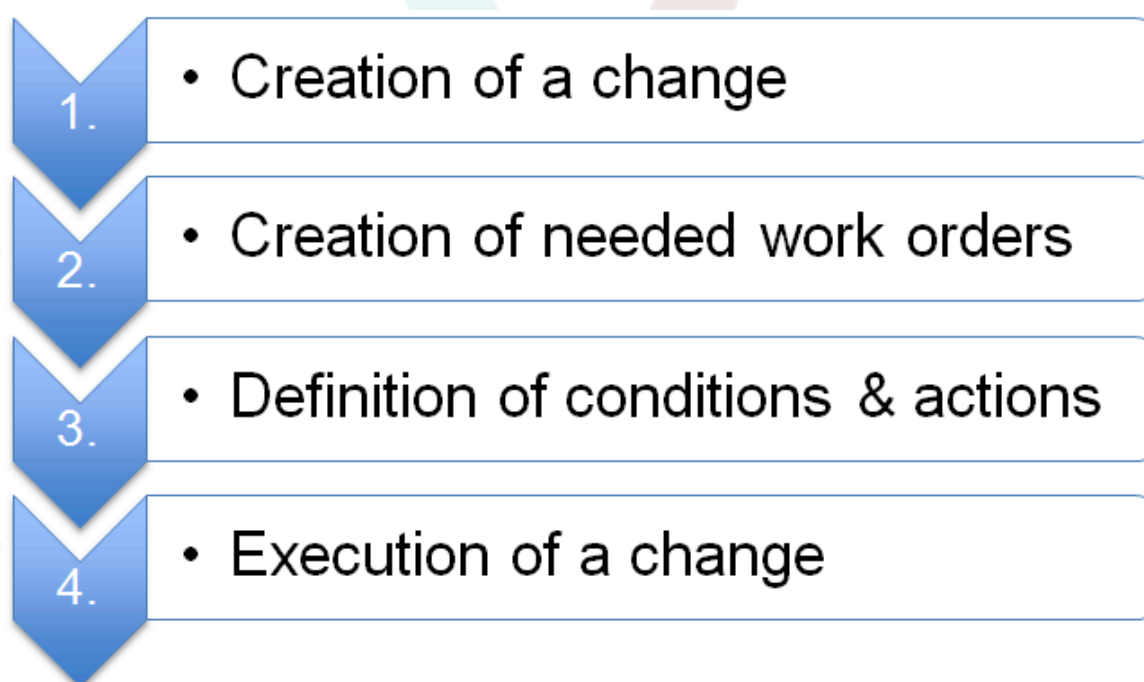 1. • Creation of a change
2. • Creation of needed work orders
3. • Definition of conditions & actions
4. • Execution of a change